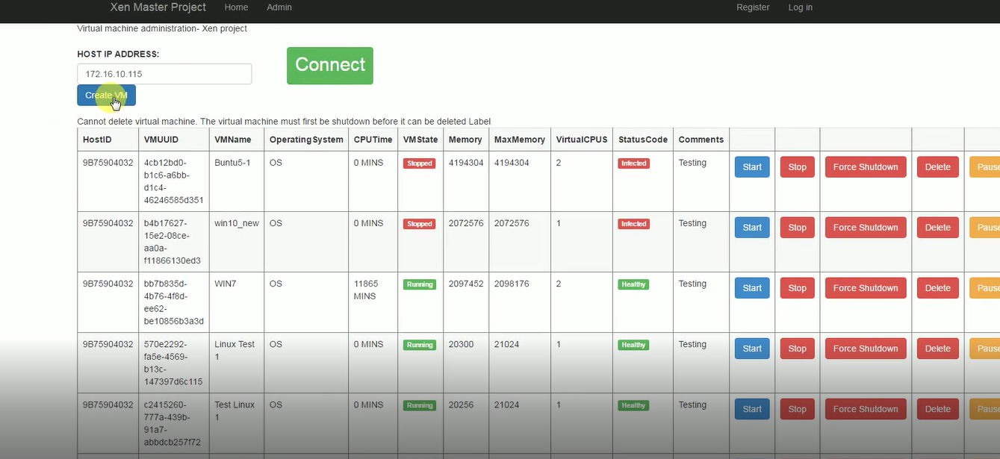 Xen Master Project Home Admin Register Log in
Virtual machine administration- Xen project
HOST IP ADDRESS:
172.16.10.115
Connect
Create VM
Cannot delete virtual machine. The virtual machine must first be shutdown before it can be deleted Label
HostID VMUUID VMName OperatingSystem CPUTime VMState Memory MaxMemory VirtualCPUS StatusCode Comments
9B75904032 4cb12bd0- Buntu5-1 OS 0 MINS Stopped 4194304 4194304 2 Infected Testing Start Stop Force Shutdown Delete Pause
b1c6-a6bb-
d1c4-
46246585d351
9B75904032 b4b17627- win10_new OS 0 MINS Stopped 2072576 2072576 1 Infected Testing Start Stop Force Shutdown Delete Pause
15e2-08ce-
aa0a-
f11866130ed3
9B75904032 bb7b835d- WIN7 OS 11865 Running 2097452 2098176 2 Healthy Testing Start Stop Force Shutdown Delete Pause
4b76-4f8d- MINS
ee62-
be10856b3a3d
9B75904032 570e2292- Linux Test OS 0 MINS Running 20300 21024 1 Healthy Testing Start Stop Force Shutdown Delete Pause
fa5e-4569- 1
b13c-
147397d6c115
9B75904032 c2415260- Test Linux OS 0 MINS Running 20256 21024 1 Healthy Testing Start Stop Force Shutdown Delete Pause
777a-439b- 1
91a7-
abbdcb257f72